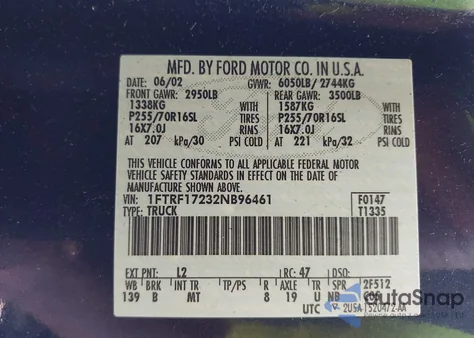 MFD. BY FORD MOTOR CO. IN U.S.A.
DATE: 06/02 GVWR: 6050LB/ 2744KG
FRONT GAWR: 2950LB REAR GAWR: 3500LB
1338KG WITH 1587KG WITH
P255/70R16SL TIRES P255/70R16SL TIRES
16X7.0J RIMS 16X7.0J RIMS
AT 207 kPa/30 PSI COLD AT 221 kPa/32 PSI COLD
THIS VEHICLE CONFORMS TO ALL APPLICABLE FEDERAL MOTOR
VEHICLE SAFETY STANDARDS IN EFFECT ON THE DATE OF
MANUFACTURE SHOWN ABOVE.
VIN: 1FTRF17232NB96461 F0147
TYPE: TRUCK T1335
EXT PNT: L2 RC: 47 DSO:
WB BRK INT TR TP/PS R AXLE TR SPR 2F512
139 B MT 8 19 U NB
UTC 2USA
AutoSnap